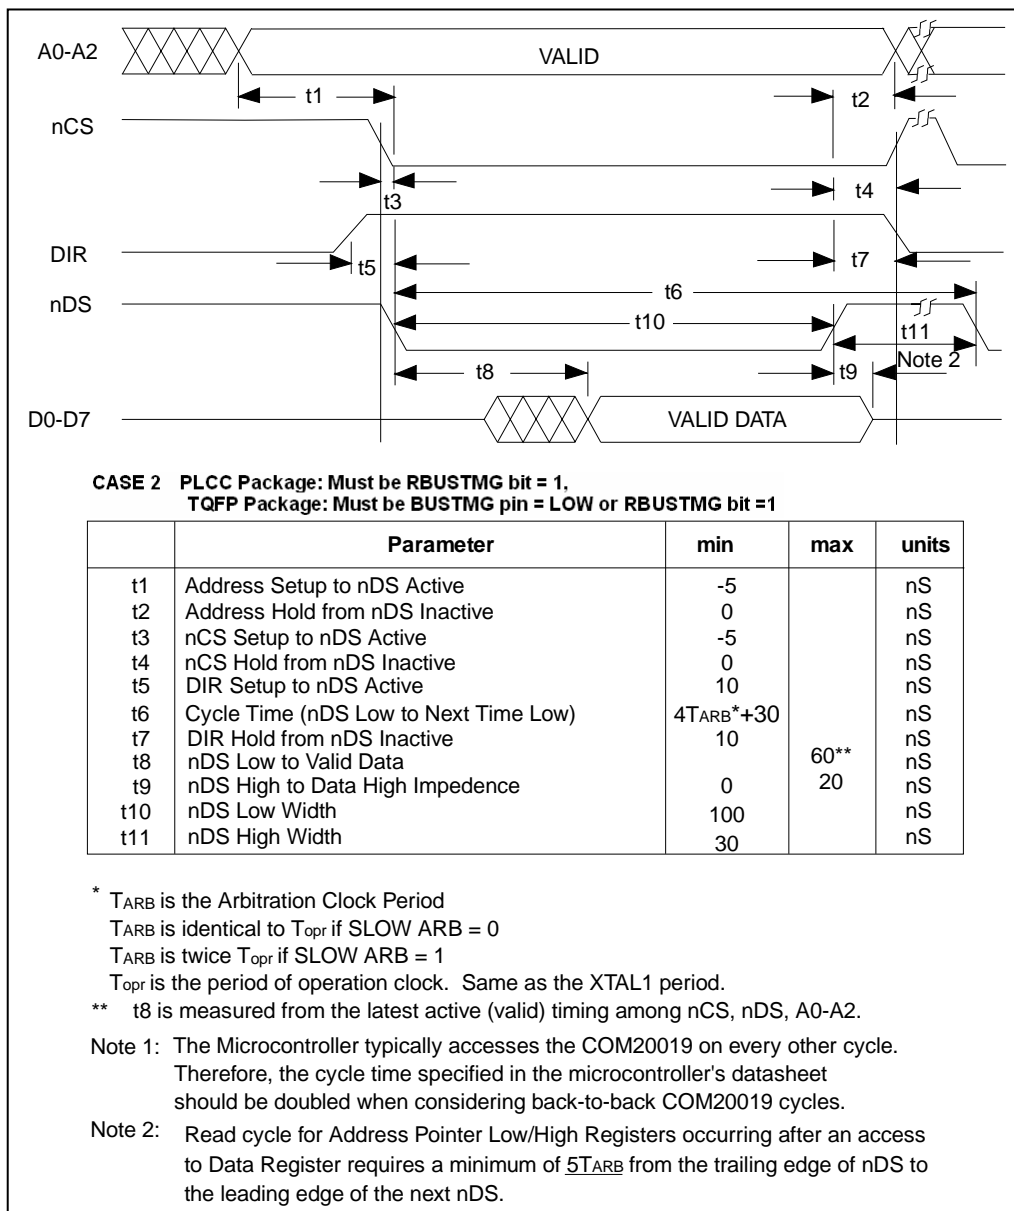 A0-A2
VALID
t1
t2
nCS
t3
t4
DIR
t5
t7
nDS
t6
t10
t11
Note 2
t8
t9
D0-D7
VALID DATA
CASE 2 PLCC Package: Must be RBUSTMG bit = 1,
TQFP Package: Must be BUSTMG pin = LOW or RBUSTMG bit =1
Parameter min max units
t1 Address Setup to nDS Active -5 nS
t2 Address Hold from nDS Inactive 0 nS
t3 nCS Setup to nDS Active -5 nS
t4 nCS Hold from nDS Inactive 0 nS
t5 DIR Setup to nDS Active 10 nS
t6 Cycle Time (nDS Low to Next Time Low) 4TARB*+30 nS
t7 DIR Hold from nDS Inactive 10 nS
t8 nDS Low to Valid Data 60** nS
t9 nDS High to Data High Impedence 0 20 nS
t10 nDS Low Width 100 nS
t11 nDS High Width 30 nS
* TARB is the Arbitration Clock Period
TARB is identical to Topr if SLOW ARB = 0
TARB is twice Topr if SLOW ARB = 1
Topr is the period of operation clock. Same as the XTAL1 period.
** t8 is measured from the latest active (valid) timing among nCS, nDS, A0-A2.
Note 1: The Microcontroller typically accesses the COM20019 on every other cycle.
Therefore, the cycle time specified in the microcontroller's datasheet
should be doubled when considering back-to-back COM20019 cycles.
Note 2: Read cycle for Address Pointer Low/High Registers occurring after an access
to Data Register requires a minimum of 5TARB from the trailing edge of nDS to
the leading edge of the next nDS.